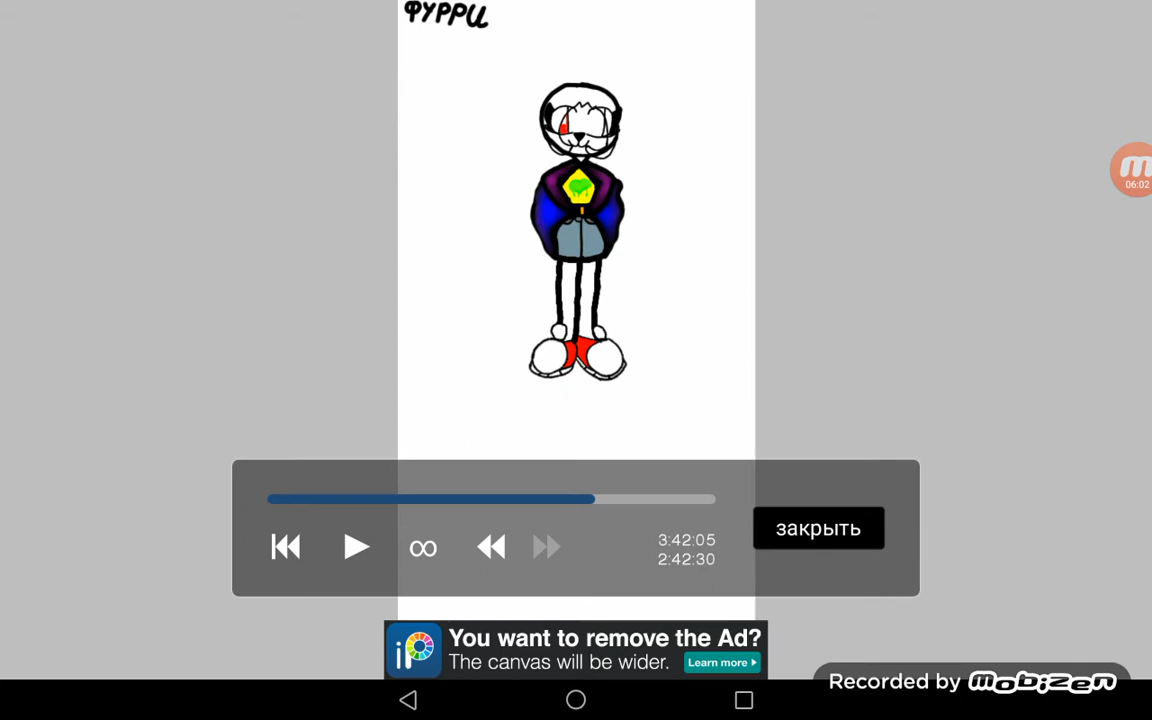 ФУРРИ
06:02
3:42:05
2:42:30
закрыть
iP
You want to remove the Ad?
The canvas will be wider.
Learn more
Recorded by mobizen